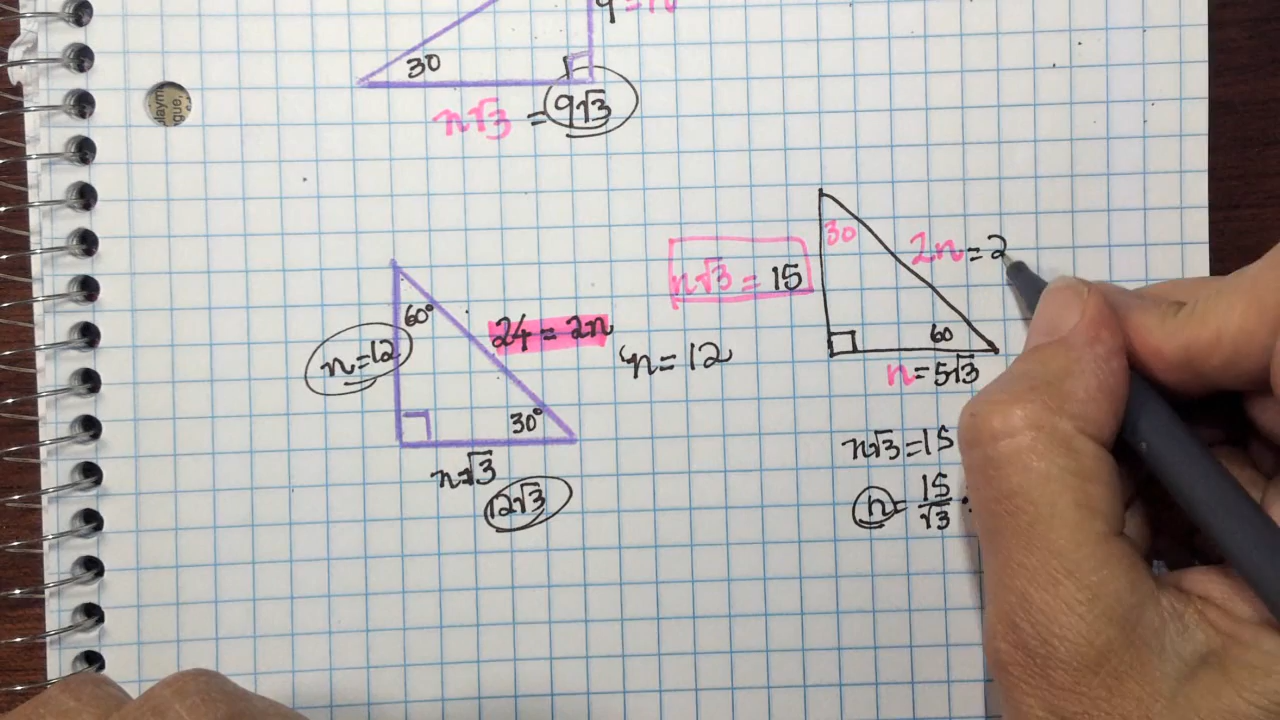 9 = n
30
n√3 = 9√3
30
2n = 2
n√3 = 15
60
n = 5√3
60°
24 = 2n
n = 12
n = 12
30°
n√3
12√3
n√3 = 15
n = 15/√3 ·